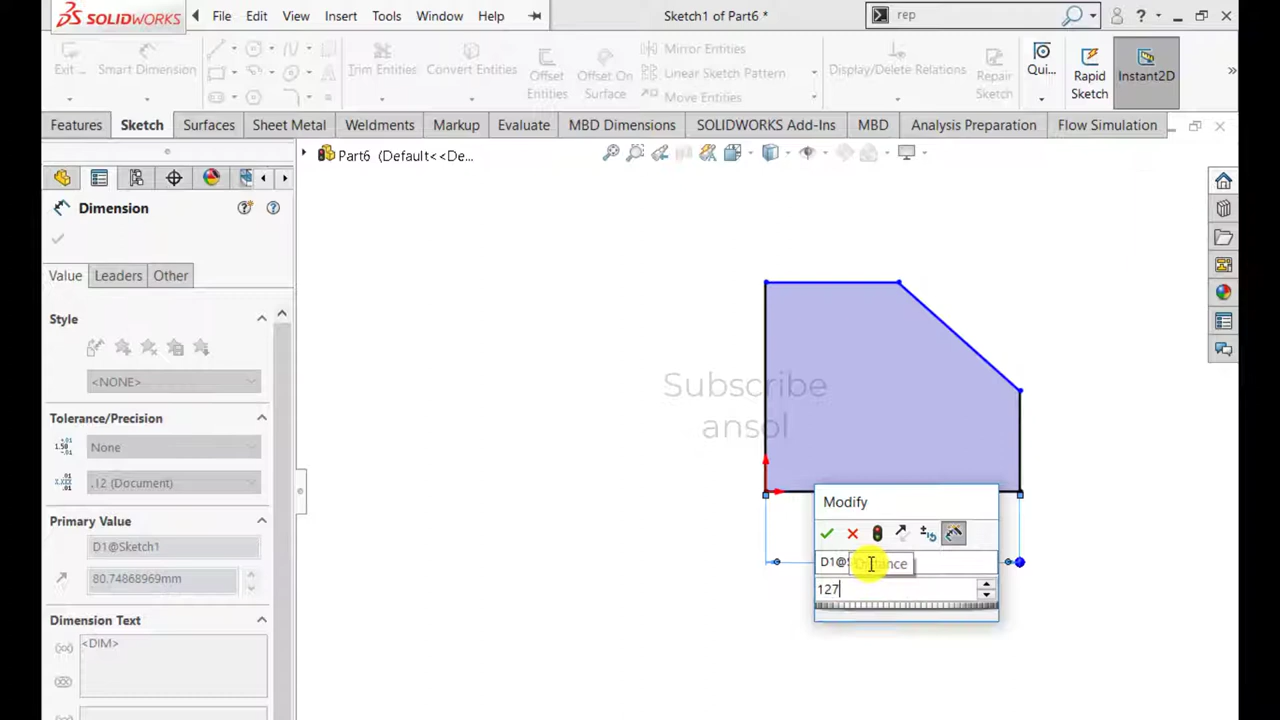 SOLIDWORKS
File Edit View Insert Tools Window Help
Sketch1 of Part6 *
rep
?
Exit ...
Smart Dimension
Trim Entities
Convert Entities
Offset
Entities
Offset On
Surface
Mirror Entities
Linear Sketch Pattern
Move Entities
Display/Delete Relations
Repair
Sketch
Qui...
Rapid
Sketch
Instant2D
Features Sketch Surfaces Sheet Metal Weldments Markup Evaluate MBD Dimensions SOLIDWORKS Add-Ins MBD Analysis Preparation Flow Simulation
Part6 (Default<<De...
Dimension
Value Leaders Other
Style
<NONE>
Tolerance/Precision
None
.12 (Document)
Primary Value
D1@Sketch1
80.74868969mm
Dimension Text
<DIM>
Subscribe
ansol
Modify
D1@S
Distance
127